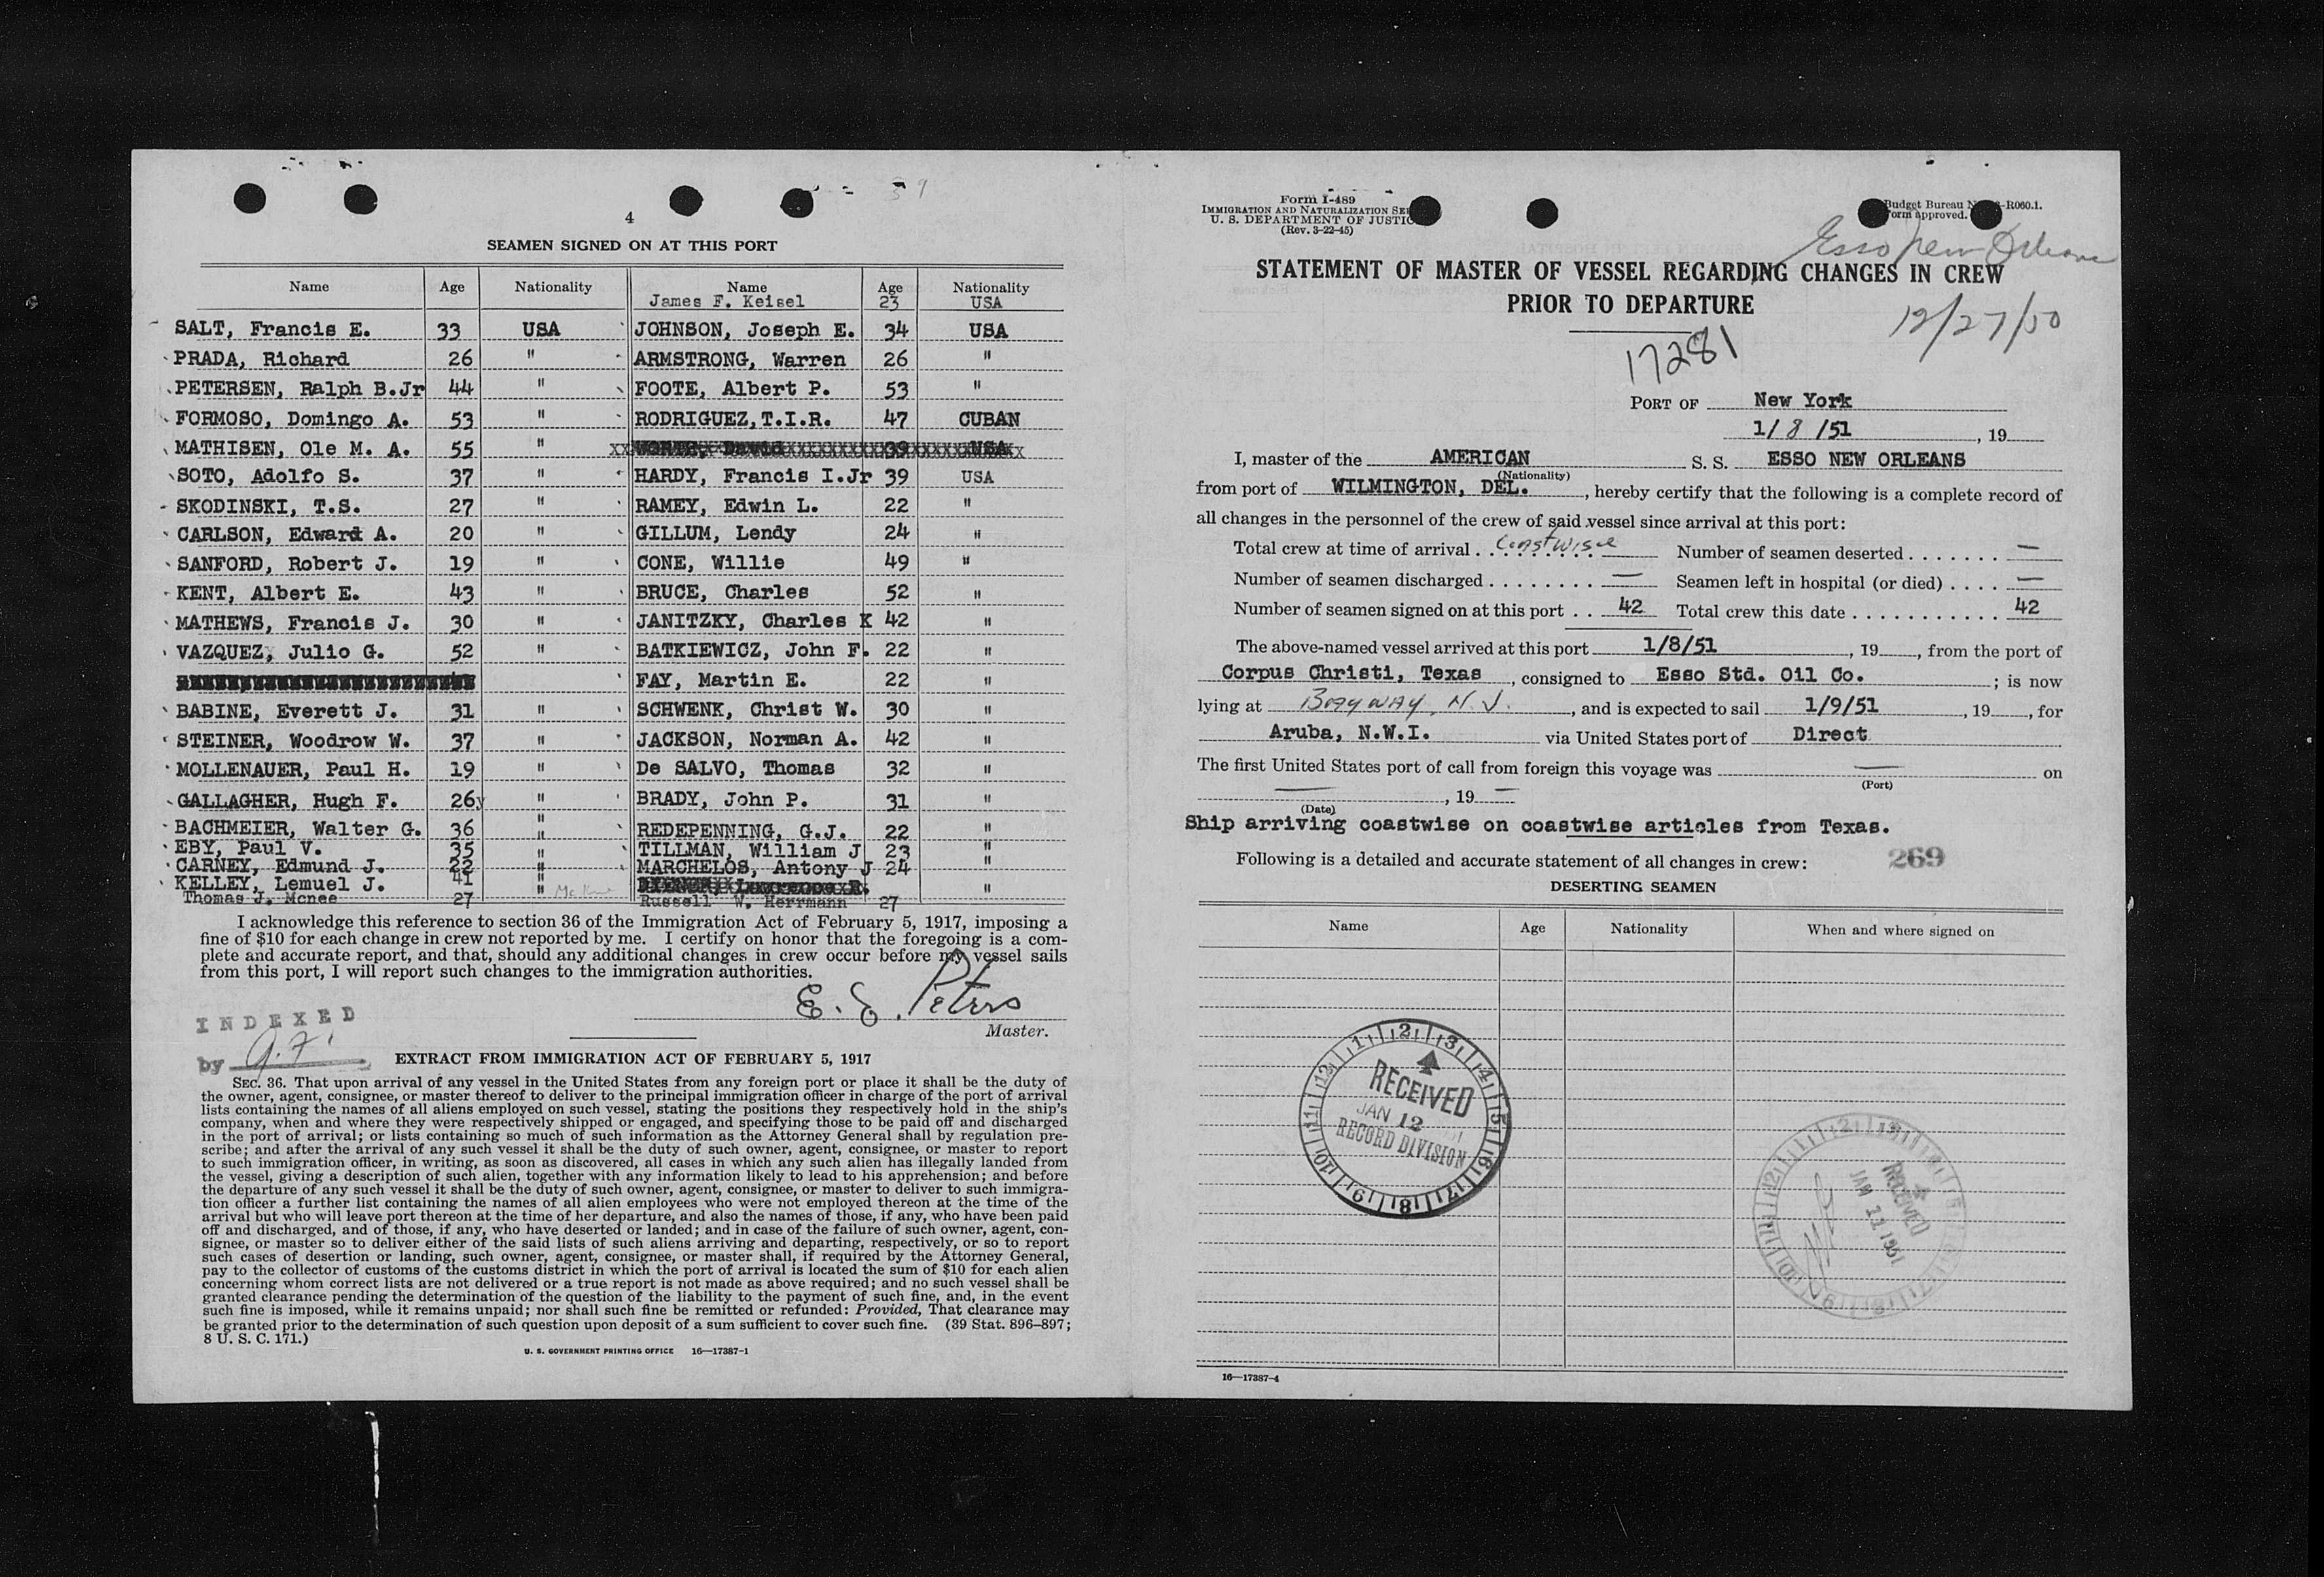 4
SEAMEN SIGNED ON AT THIS PORT
Name Age Nationality Name Age Nationality
James F. Keisel 23 USA
SALT, Francis E. 33 USA JOHNSON, Joseph E. 34 USA
PRADA, Richard 26 " ARMSTRONG, Warren 26 "
PETERSEN, Ralph B.Jr 44 " FOOTE, Albert P. 53 "
FORMOSO, Domingo A. 53 " RODRIGUEZ,T.I.R. 47 CUBAN
MATHISEN, Ole M. A. 55 " 39 USA
SOTO, Adolfo S. 37 " HARDY, Francis I.Jr 39 USA
SKODINSKI, T.S. 27 " RAMEY, Edwin L. 22 "
CARLSON, Edward A. 20 " GILLUM, Lendy 24 "
SANFORD, Robert J. 19 " CONE, Willie 49 "
KENT, Albert E. 43 " BRUCE, Charles 52 "
MATHEWS, Francis J. 30 " JANITZKY, Charles K 42 "
VAZQUEZ, Julio G. 52 " BATKIEWICZ, John F. 22 "
FAY, Martin E. 22 "
BABINE, Everett J. 31 " SCHWENK, Christ W. 30 "
STEINER, Woodrow W. 37 " JACKSON, Norman A. 42 "
MOLLENAUER, Paul H. 19 " De SALVO, Thomas 32 "
GALLAGHER, Hugh F. 26y " BRADY, John P. 31 "
BACHMEIER, Walter G. 36 " REDEPENNING, G.J. 22 "
EBY, Paul V. 35 " TILLMAN, William J 23 "
CARNEY, Edmund J. 22 " MARCHELOS, Antony J 24 "
KELLEY, Lemuel J. 41 " "
Thomas J. Mcnee 27 " Russell W. Herrmann 27
I acknowledge this reference to section 36 of the Immigration Act of February 5, 1917, imposing a
fine of $10 for each change in crew not reported by me. I certify on honor that the foregoing is a com-
plete and accurate report, and that, should any additional changes in crew occur before my vessel sails
from this port, I will report such changes to the immigration authorities.
E. J. Peters
Master.
INDEXED
by
EXTRACT FROM IMMIGRATION ACT OF FEBRUARY 5, 1917
SEC. 36. That upon arrival of any vessel in the United States from any foreign port or place it shall be the duty of
the owner, agent, consignee, or master thereof to deliver to the principal immigration officer in charge of the port of arrival
lists containing the names of all aliens employed on such vessel, stating the positions they respectively hold in the ship's
company, when and where they were respectively shipped or engaged, and specifying those to be paid off and discharged
in the port of arrival; or lists containing so much of such information as the Attorney General shall by regulation pre-
scribe; and after the arrival of any such vessel it shall be the duty of such owner, agent, consignee, or master to report
to such immigration officer, in writing, as soon as discovered, all cases in which any such alien has illegally landed from
the vessel, giving a description of such alien, together with any information likely to lead to his apprehension; and before
the departure of any such vessel it shall be the duty of such owner, agent, consignee, or master to deliver to such immigra-
tion officer a further list containing the names of all alien employees who were not employed thereon at the time of the
arrival but who will leave port thereon at the time of her departure, and also the names of those, if any, who have been paid
off and discharged, and of those, if any, who have deserted or landed; and in case of the failure of such owner, agent, con-
signee, or master so to deliver either of the said lists of such aliens arriving and departing, respectively, or so to report
such cases of desertion or landing, such owner, agent, consignee, or master shall, if required by the Attorney General,
pay to the collector of customs of the customs district in which the port of arrival is located the sum of $10 for each alien
concerning whom correct lists are not delivered or a true report is not made as above required; and no such vessel shall be
granted clearance pending the determination of the question of the liability to the payment of such fine, and, in the event
such fine is imposed, while it remains unpaid; nor shall such fine be remitted or refunded: Provided, That clearance may
be granted prior to the determination of such question upon deposit of a sum sufficient to cover such fine. (39 Stat. 896–897;
8 U. S. C. 171.)
U. S. GOVERNMENT PRINTING OFFICE 16—17387-1
Form I-489
IMMIGRATION AND NATURALIZATION
U. S. DEPARTMENT OF JUSTIC
(Rev. 3-22-45)
Budget Bureau R060.1.
Form approved.
Esso New Orleans
STATEMENT OF MASTER OF VESSEL REGARDING CHANGES IN CREW
PRIOR TO DEPARTURE
12/27/50
17281
PORT OF New York
1/ 8 /51, 19
I, master of the AMERICAN S. S. ESSO NEW ORLEANS
(Nationality)
from port of WILMINGTON, DEL., hereby certify that the following is a complete record of
all changes in the personnel of the crew of said vessel since arrival at this port:
Total crew at time of arrival Coastwise Number of seamen deserted —
Number of seamen discharged — Seamen left in hospital (or died) —
Number of seamen signed on at this port 42 Total crew this date 42
The above-named vessel arrived at this port 1/8/51, 19, from the port of
Corpus Christi, Texas, consigned to Esso Std. Oil Co.; is now
lying at Bayway, N.J., and is expected to sail 1/9/51, 19, for
Aruba, N.W.I. via United States port of Direct
The first United States port of call from foreign this voyage was — on
(Port)
—, 19 —
(Date)
Ship arriving coastwise on coastwise articles from Texas.
Following is a detailed and accurate statement of all changes in crew: 269
DESERTING SEAMEN
Name Age Nationality When and where signed on
1 2 3 4 5 6 7 8 9 10 11 12
RECEIVED
JAN 12
RECORD DIVISION
RECEIVED
JAN 11 1951
16—17387-4